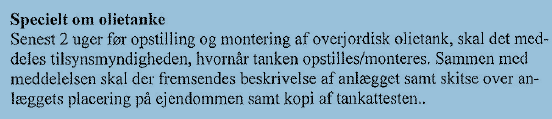 Specielt om olietanke
Senest 2 uger før opstilling og montering af overjordisk olietank, skal det med-
deles tilsynsmyndigheden, hvornår tanken opstilles/monteres. Sammen med
meddelelsen skal der fremsendes beskrivelse af anlægget samt skitse over an-
læggets placering på ejendommen samt kopi af tankattesten..